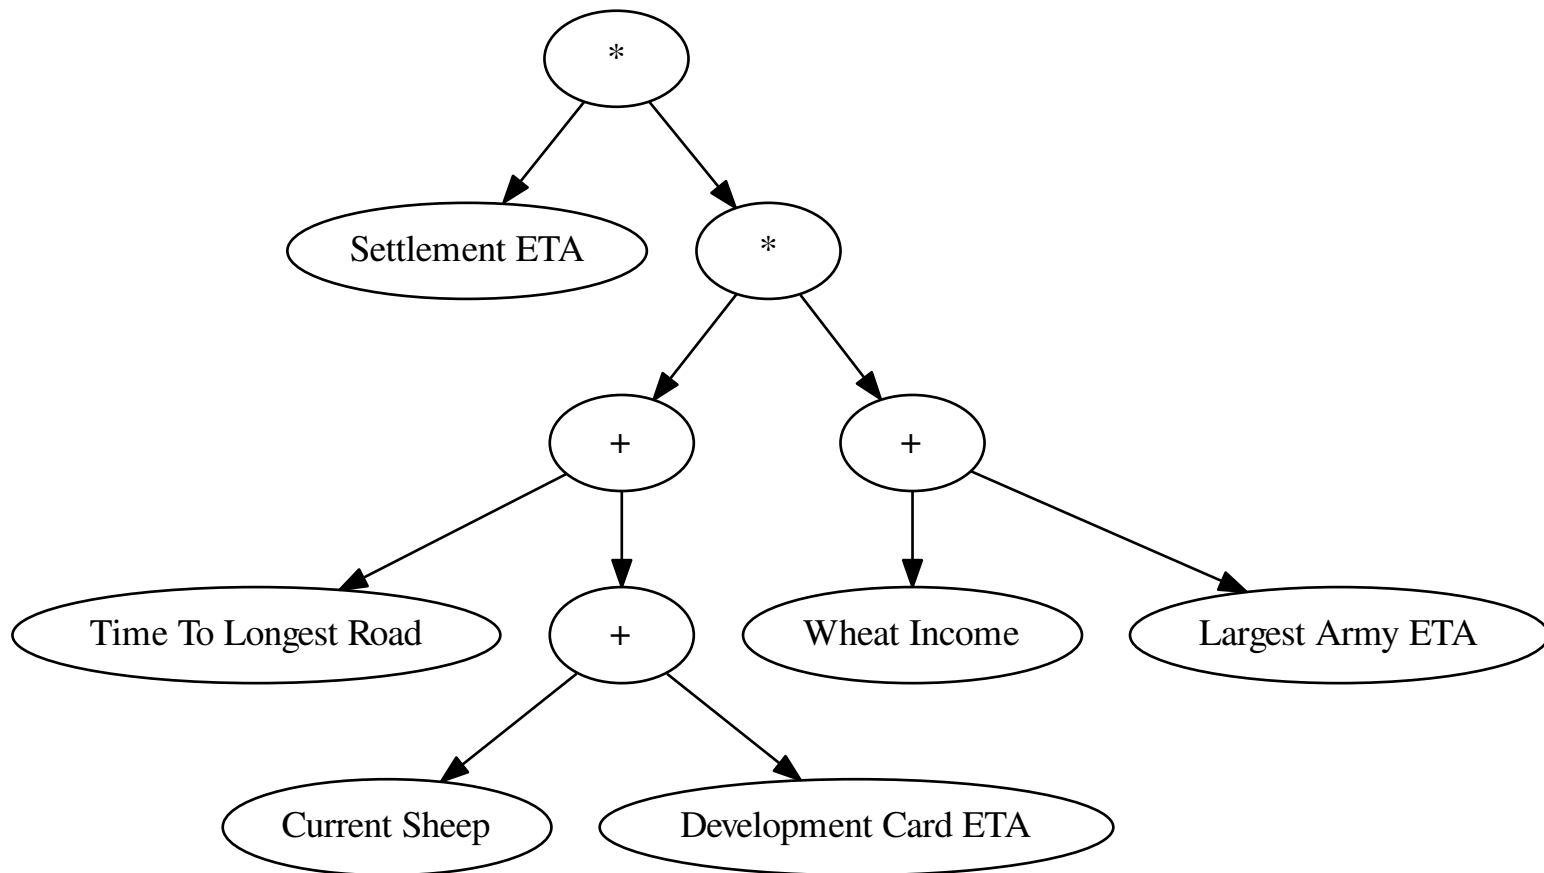 *
Settlement ETA
*
+
+
Time To Longest Road
+
Wheat Income
Largest Army ETA
Current Sheep
Development Card ETA